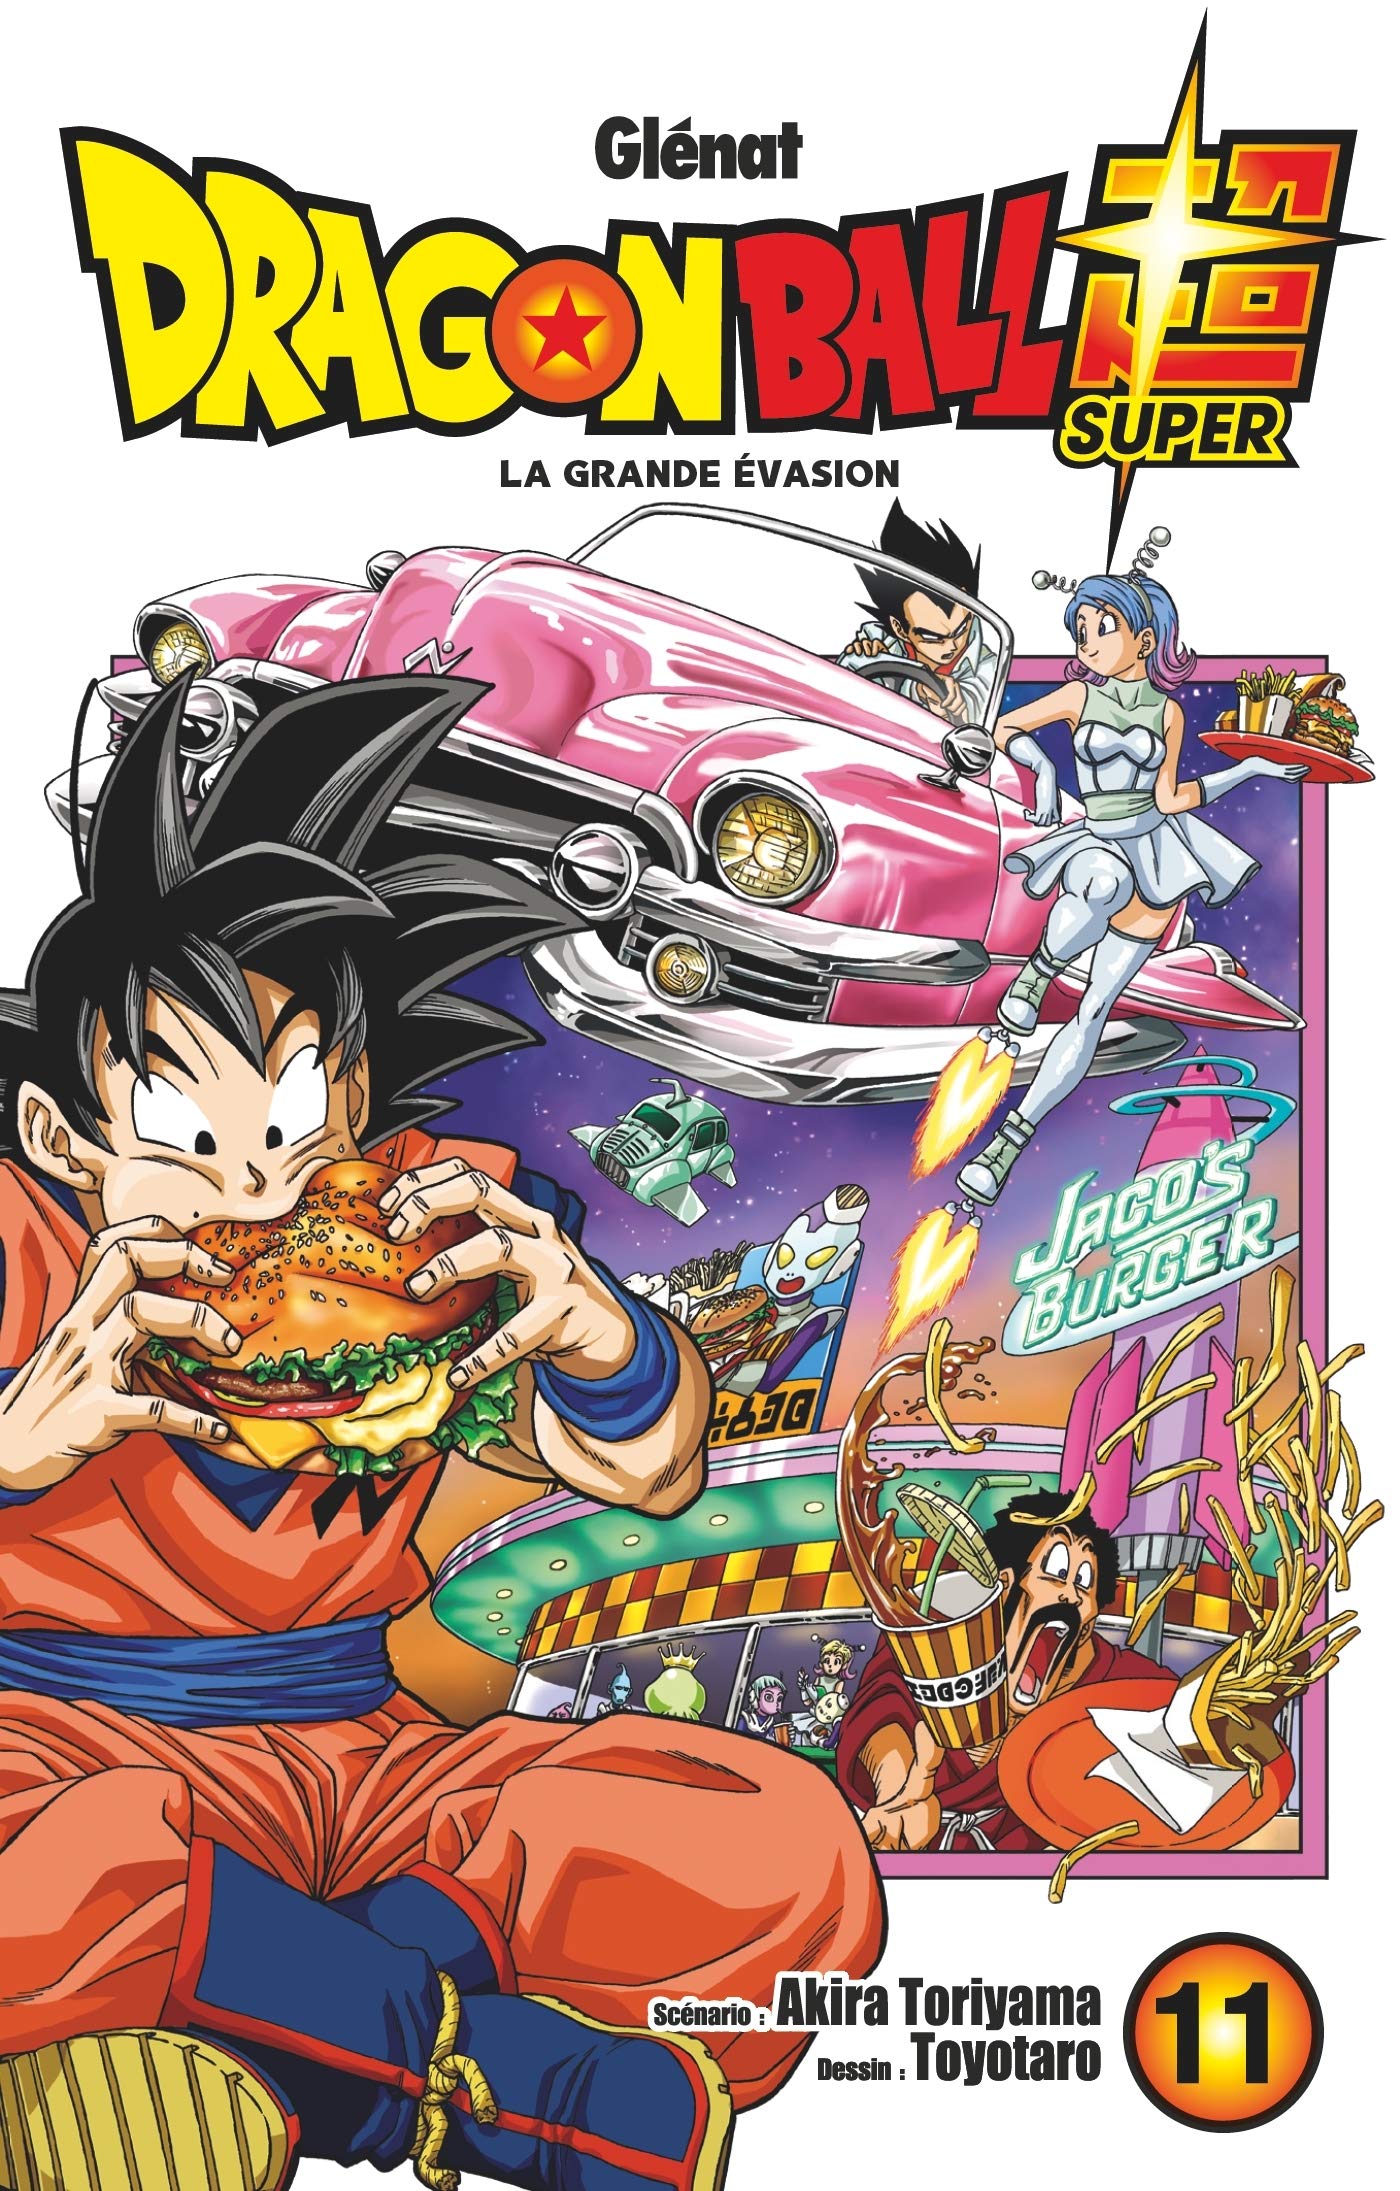 Glénat
DRAGON BALL 超
SUPER
LA GRANDE ÉVASION
JACO'S
BURGER
Scénario : Akira Toriyama
Dessin : Toyotaro
11